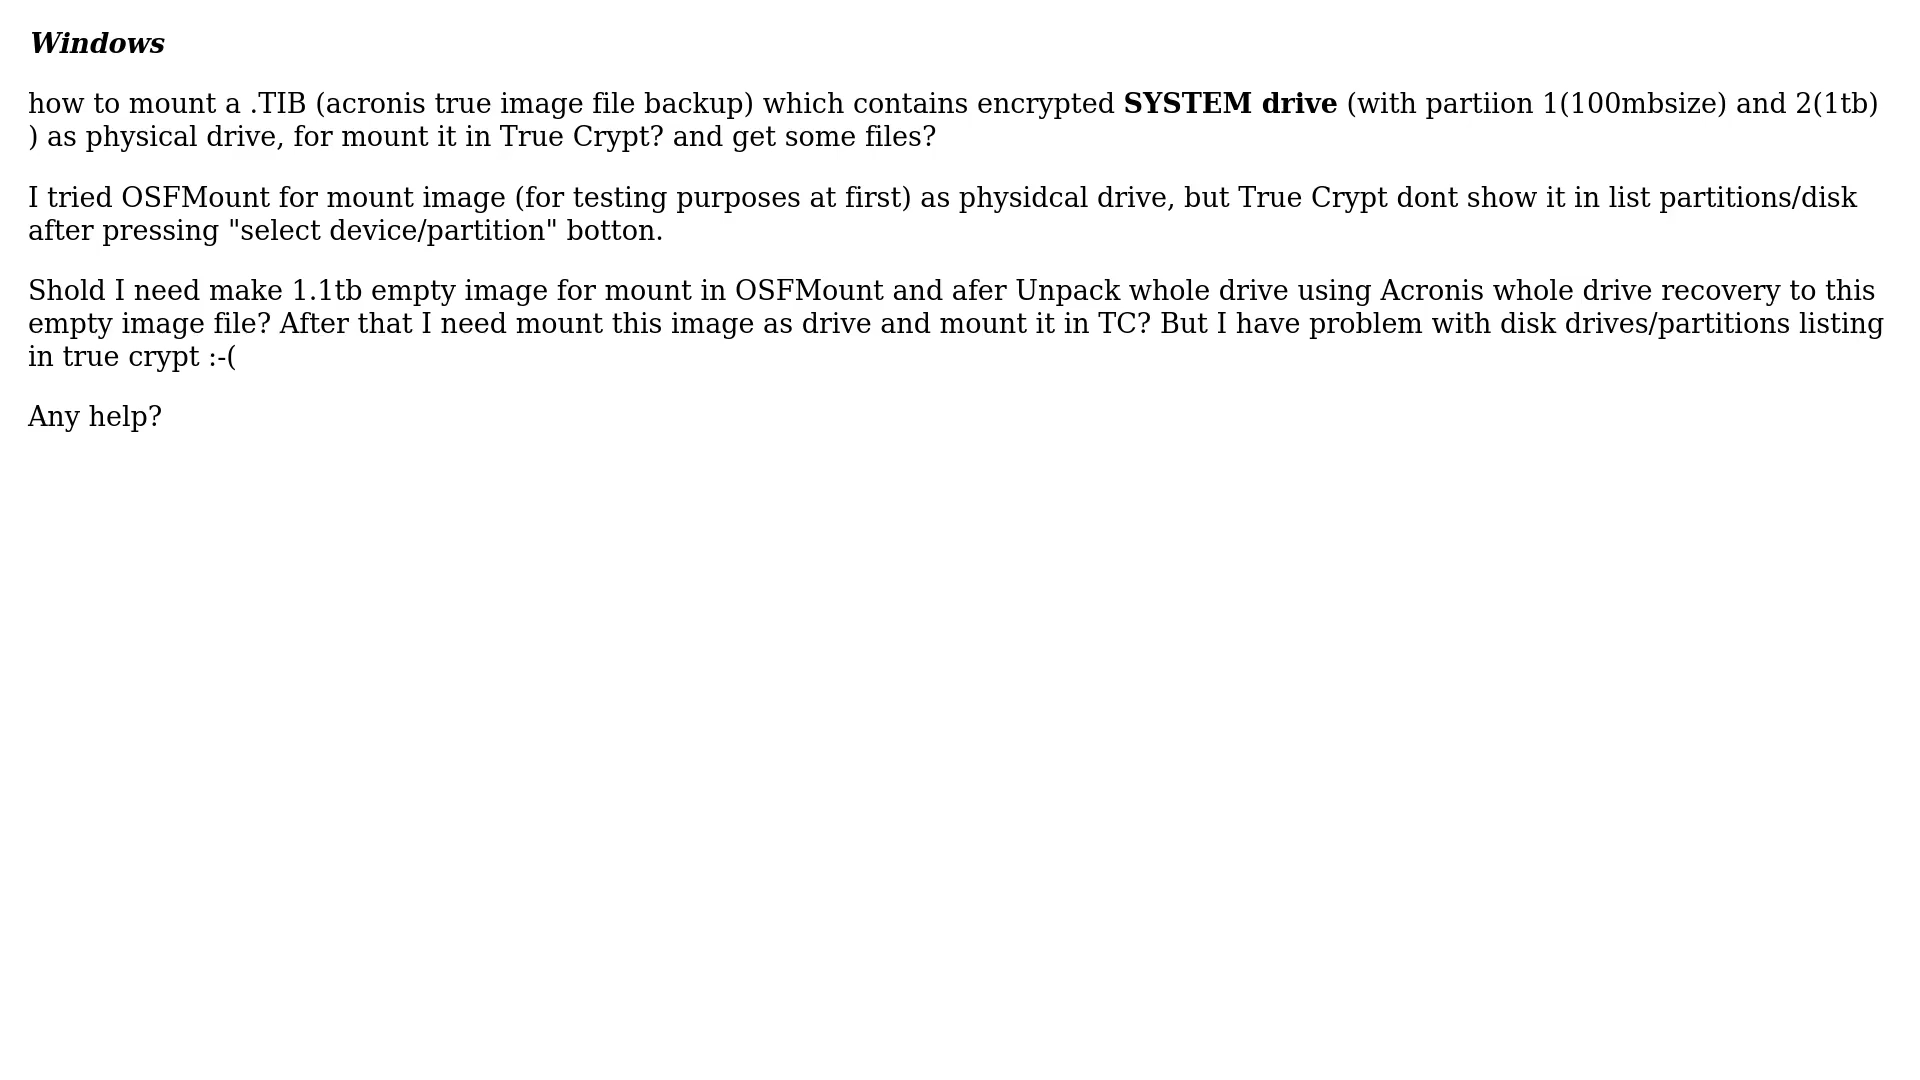 Windows
how to mount a .TIB (acronis true image file backup) which contains encrypted SYSTEM drive (with partiion 1(100mbsize) and 2(1tb)
) as physical drive, for mount it in True Crypt? and get some files?
I tried OSFMount for mount image (for testing purposes at first) as physidcal drive, but True Crypt dont show it in list partitions/disk
after pressing "select device/partition" botton.
Shold I need make 1.1tb empty image for mount in OSFMount and afer Unpack whole drive using Acronis whole drive recovery to this
empty image file? After that I need mount this image as drive and mount it in TC? But I have problem with disk drives/partitions listing
in true crypt :-(
Any help?